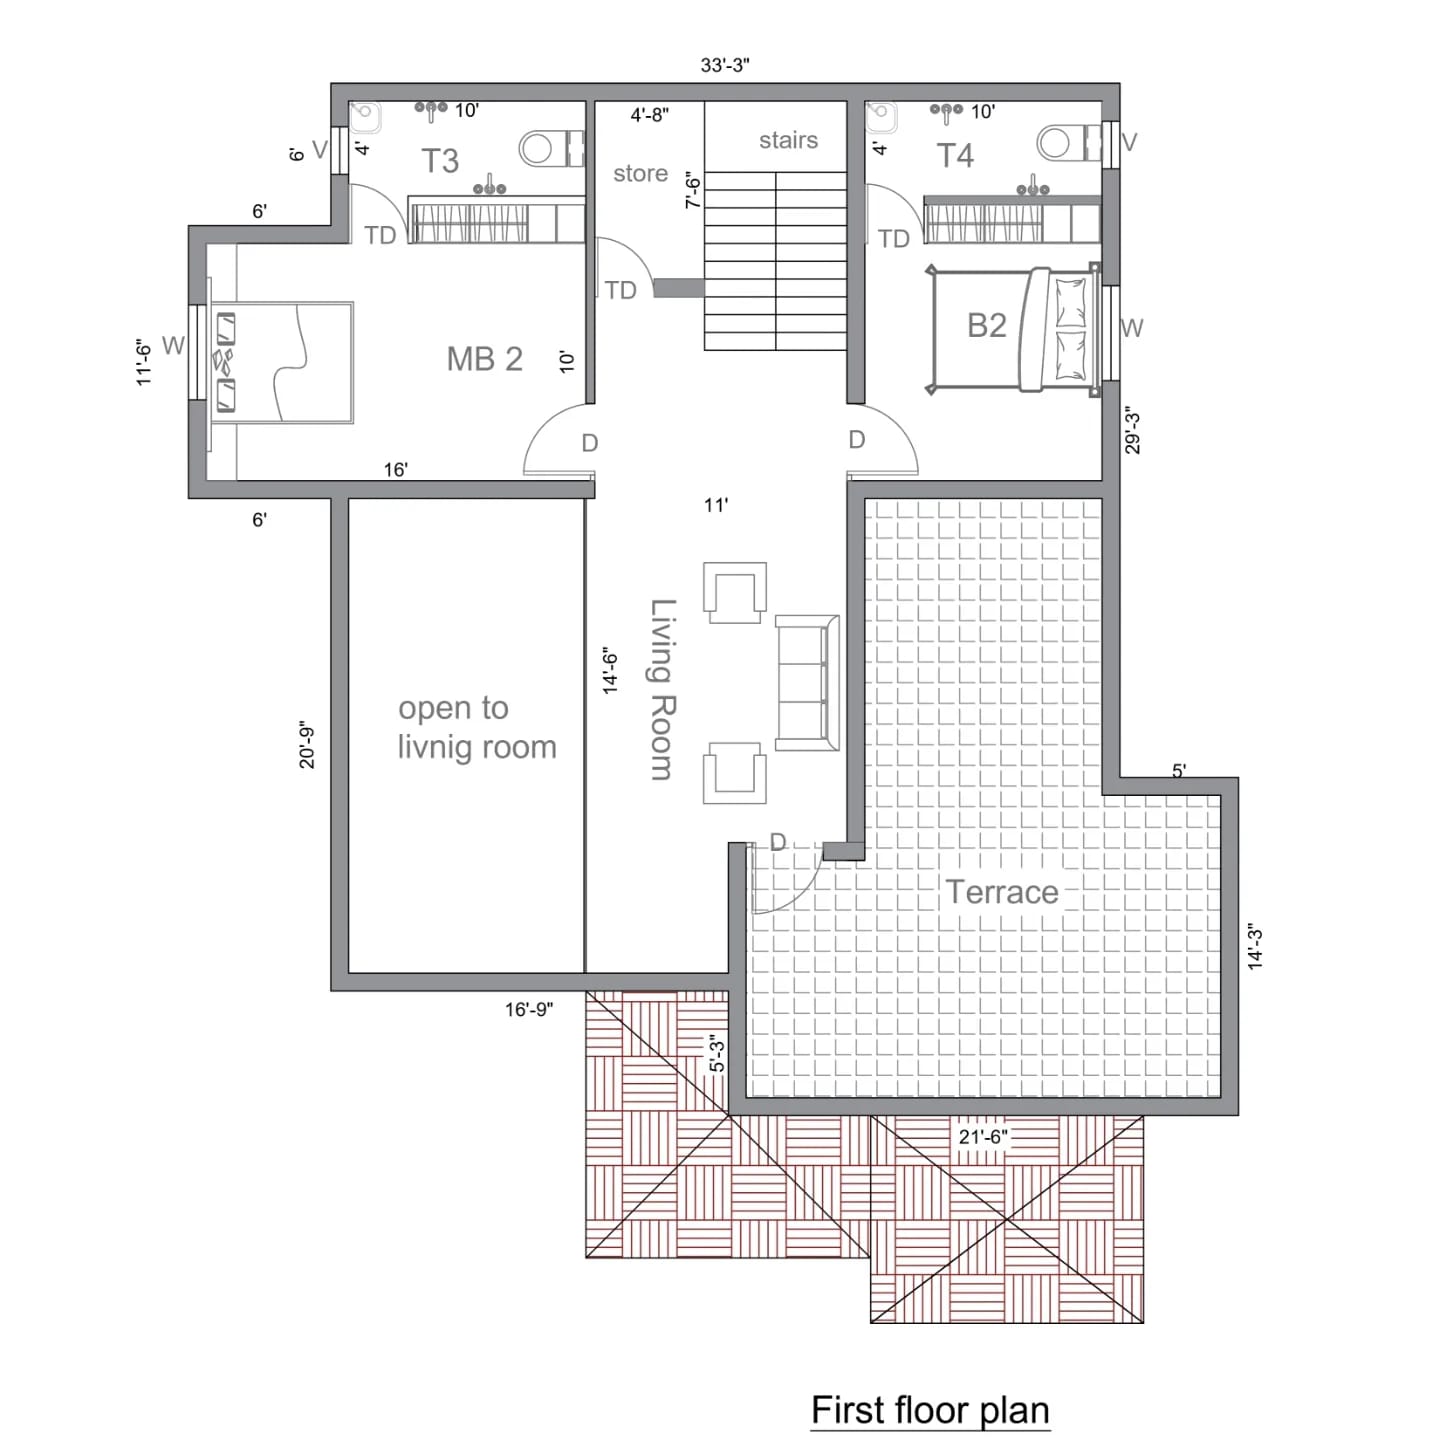 33'-3"
10'
4'-8"
10'
V
6'
4'
T3
store
stairs
7'-6"
4'
T4
V
6'
TD
TD
TD
W
11'-6"
MB 2
10'
B2
W
D
D
29'-3"
16'
6'
11'
Living Room
14'-6"
open to
livnig room
20'-9"
5'
D
Terrace
14'-3"
16'-9"
5'-3"
21'-6"
First floor plan